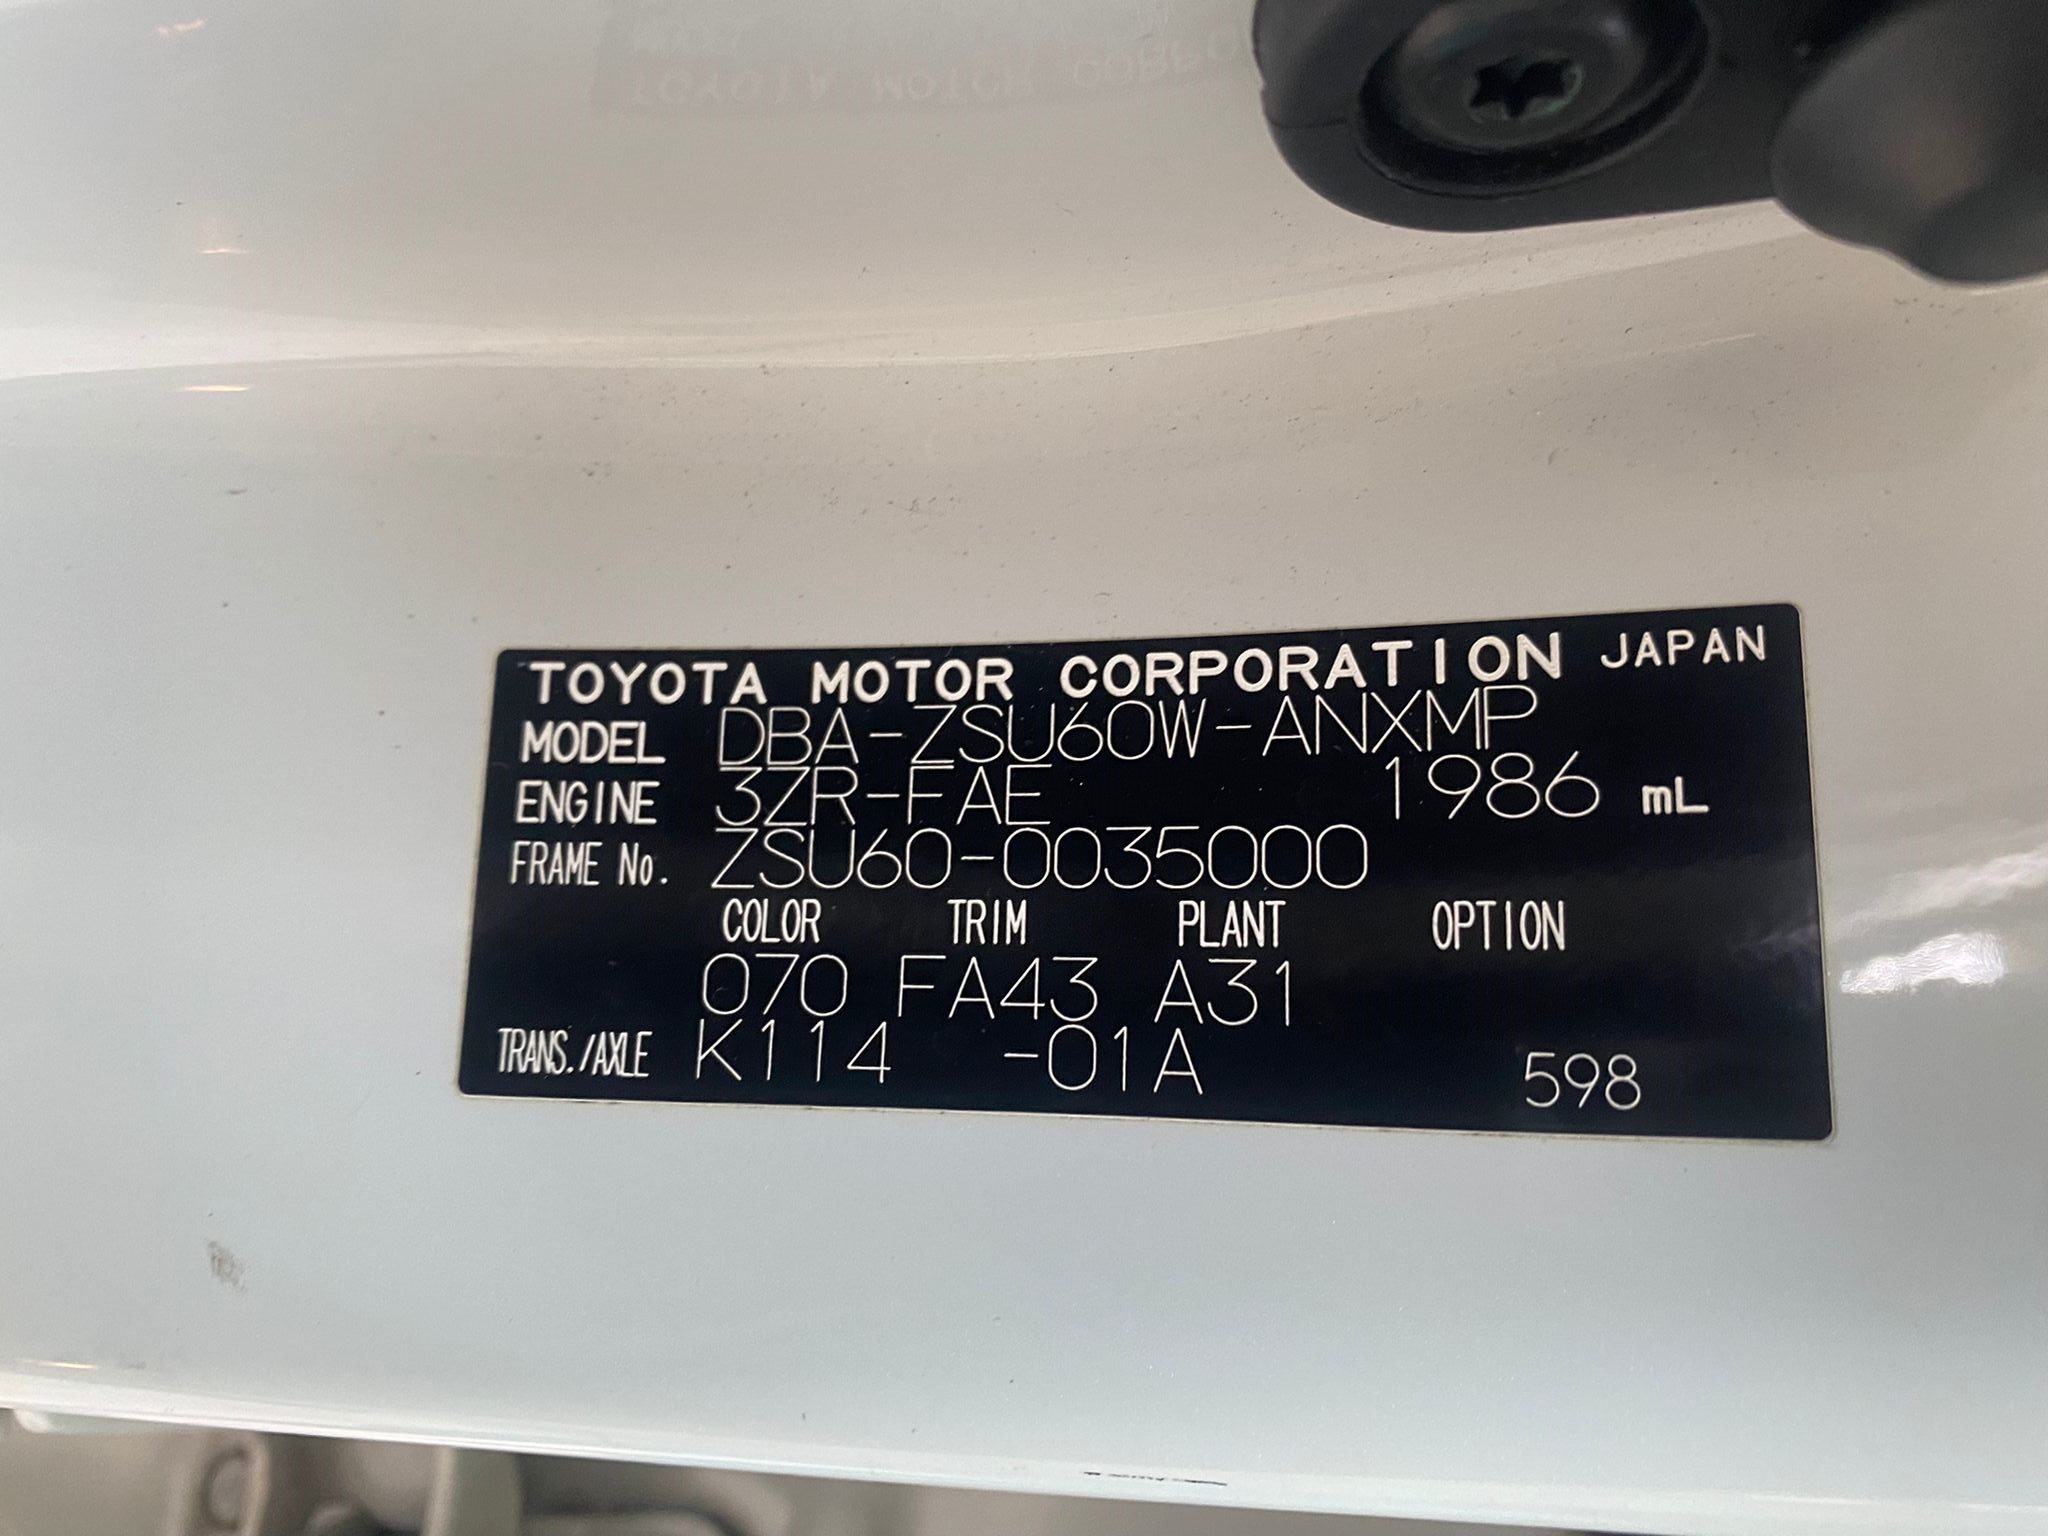 TOYOTA MOTOR CORPORATION JAPAN
MODEL DBA-ZSU60W-ANXMP
ENGINE 3ZR-FAE 1986 mL
FRAME No. ZSU60-0035000
COLOR TRIM PLANT OPTION
070 FA43 A31
TRANS./AXLE K114 -01A 598